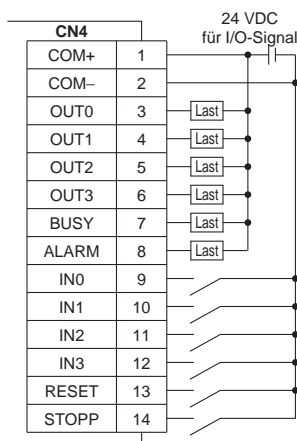 24 VDC
für I/O-Signal
CN4
COM+ 1
COM– 2
OUT0 3 Last
OUT1 4 Last
OUT2 5 Last
OUT3 6 Last
BUSY 7 Last
ALARM 8 Last
IN0 9
IN1 10
IN2 11
IN3 12
RESET 13
STOPP 14